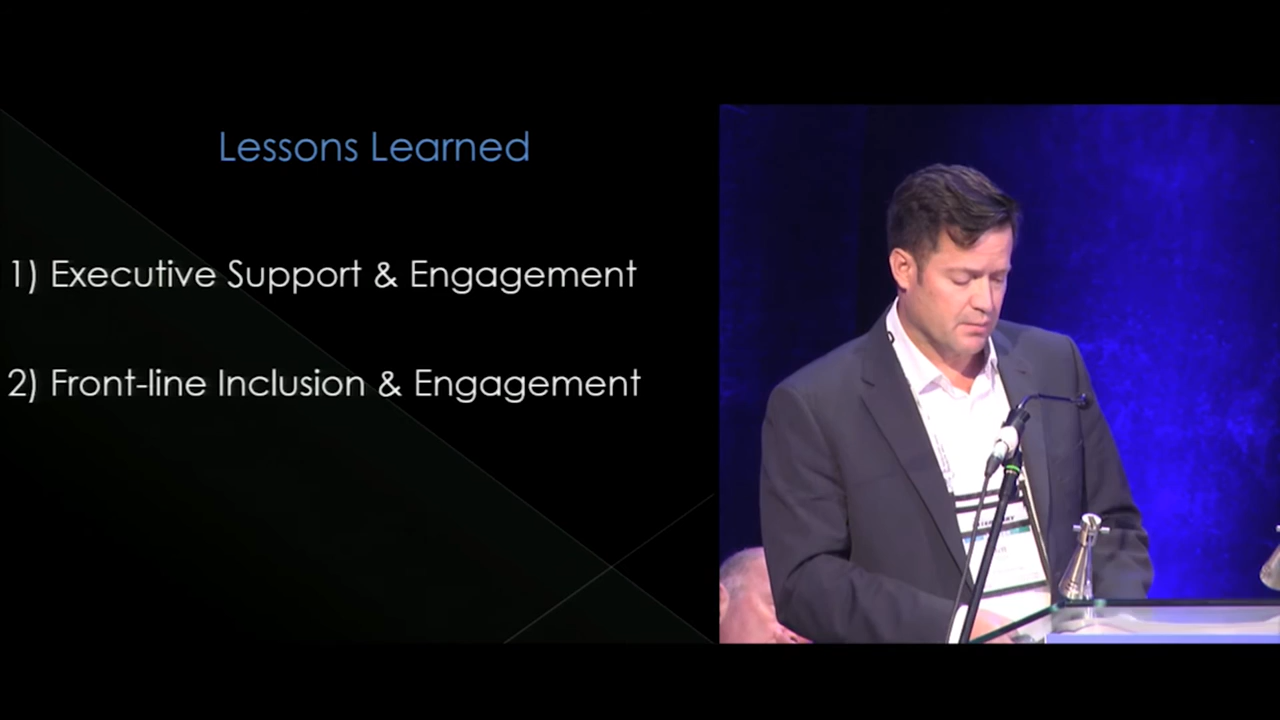 Lessons Learned
1) Executive Support & Engagement
2) Front-line Inclusion & Engagement